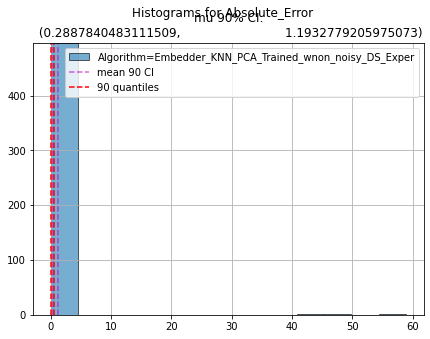 Histograms for Absolute_Error
mu 90% CI:
(0.2887840483111509, 1.1932779205975073)
Algorithm=Embedder_KNN_PCA_Trained_wnon_noisy_DS_Exper
mean 90 CI
90 quantiles
400
300
200
100
0
0 10 20 30 40 50 60